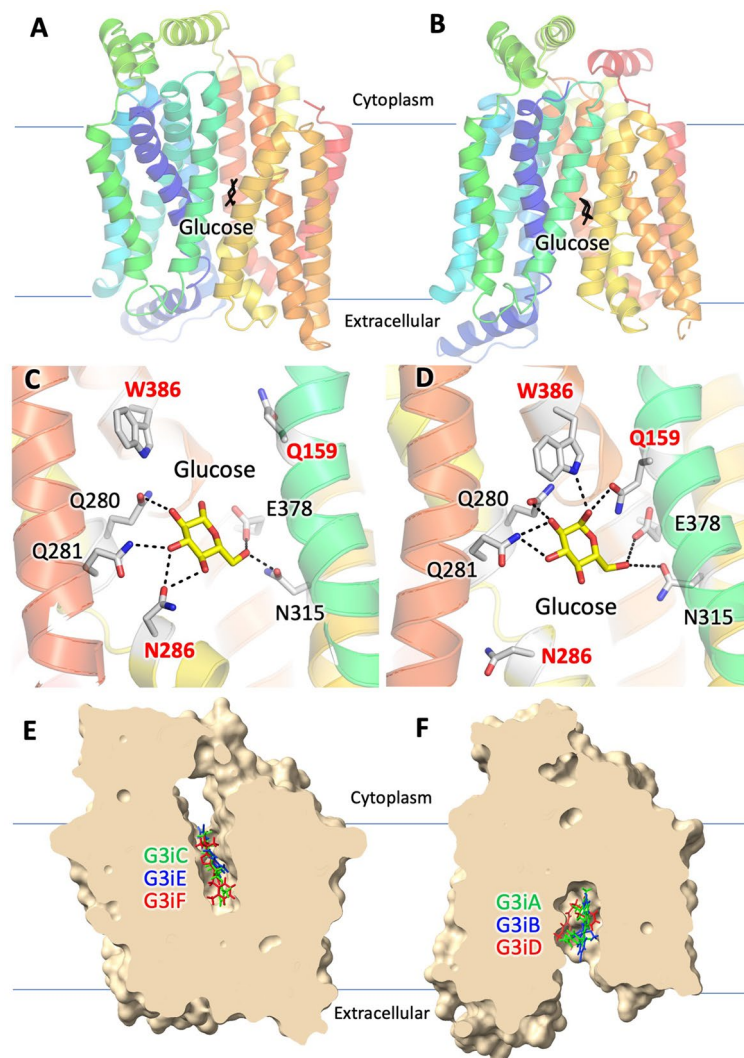 A
B
Cytoplasm
Glucose
Glucose
Extracellular
C
D
W386
W386
Q159
Glucose
Q159
Q280
E378
Q280
E378
Q281
Q281
N315
Glucose
N315
N286
N286
E
F
Cytoplasm
G3iC
G3iE
G3iF
G3iA
G3iB
G3iD
Extracellular